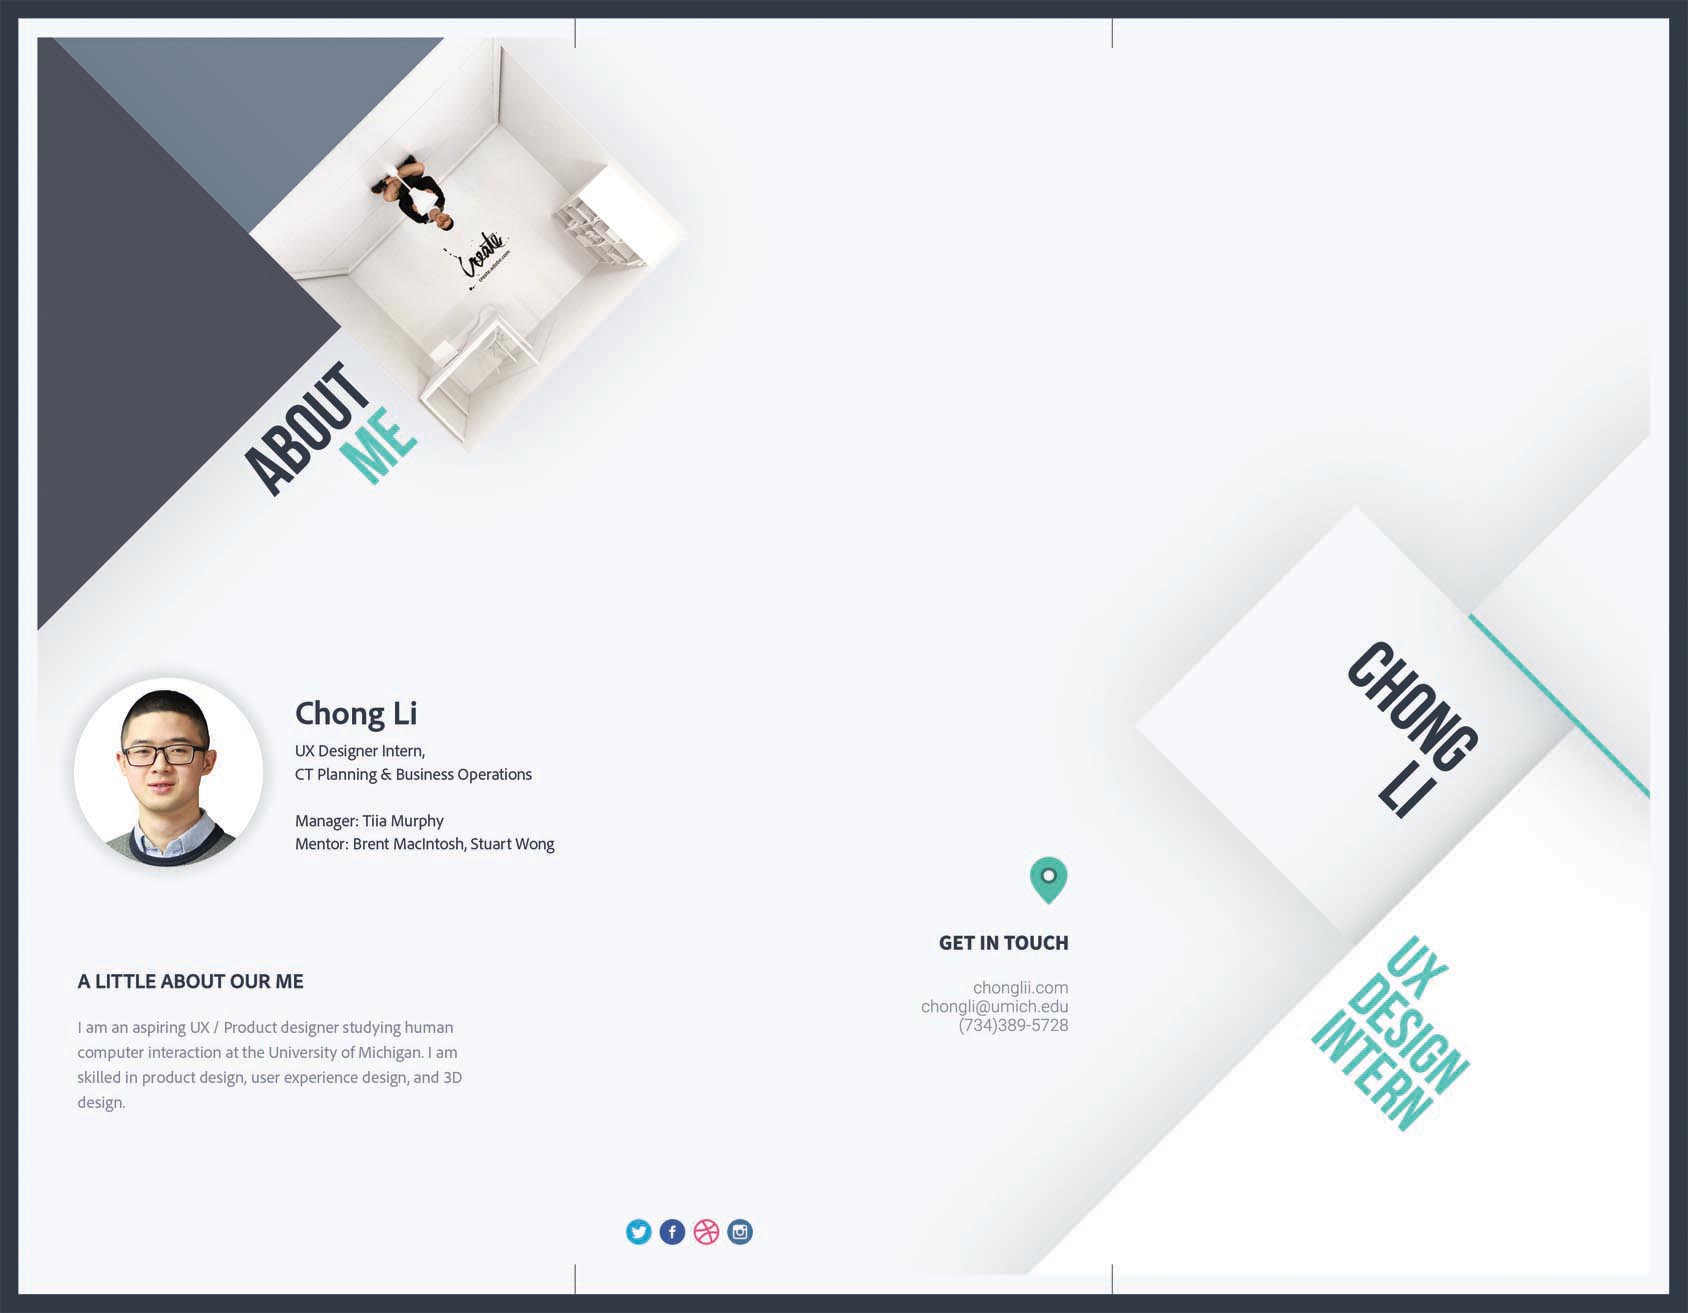 Create
create.adobe.com
ABOUT
ME
Chong Li
UX Designer Intern,
CT Planning & Business Operations
Manager: Tiia Murphy
Mentor: Brent MacIntosh, Stuart Wong
A LITTLE ABOUT OUR ME
I am an aspiring UX / Product designer studying human
computer interaction at the University of Michigan. I am
skilled in product design, user experience design, and 3D
design.
GET IN TOUCH
chonglii.com
chongli@umich.edu
(734)389-5728
CHONG
LI
UX
DESIGN
INTERN